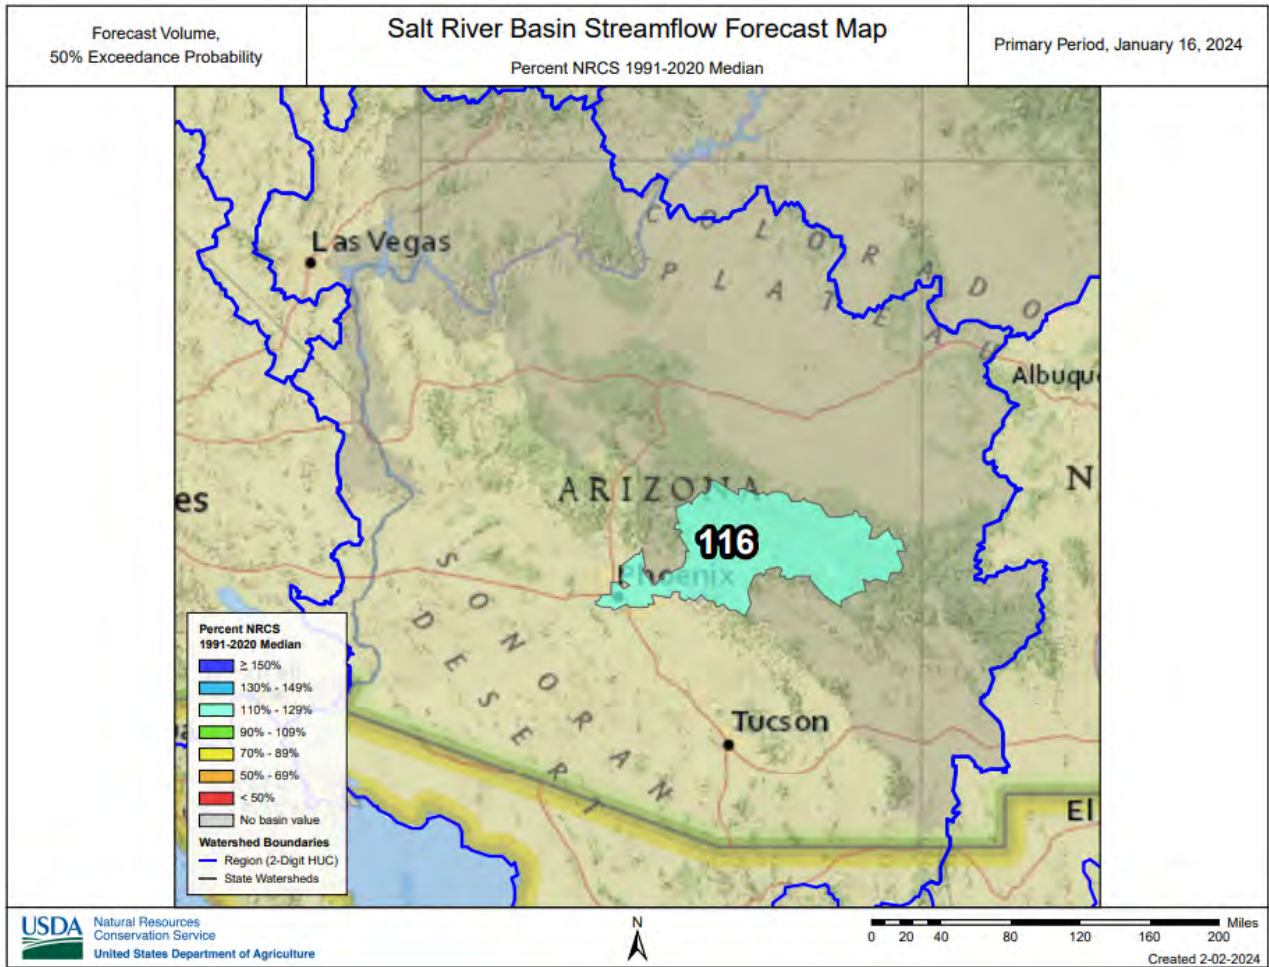 Forecast Volume,
50% Exceedance Probability
Salt River Basin Streamflow Forecast Map
Percent NRCS 1991-2020 Median
Primary Period, January 16, 2024
Las Vegas
COLORADO
PLATEAU
Albuqu
ARIZONA
N
es
116
Phoenix
SONORAN
DESERT
Tucson
El
Percent NRCS
1991-2020 Median
≥ 150%
130% - 149%
110% - 129%
90% - 109%
70% - 89%
50% - 69%
< 50%
No basin value
Watershed Boundaries
Region (2-Digit HUC)
State Watersheds
USDA
Natural Resources
Conservation Service
United States Department of Agriculture
N
0 20 40 80 120 160 200 Miles
Created 2-02-2024